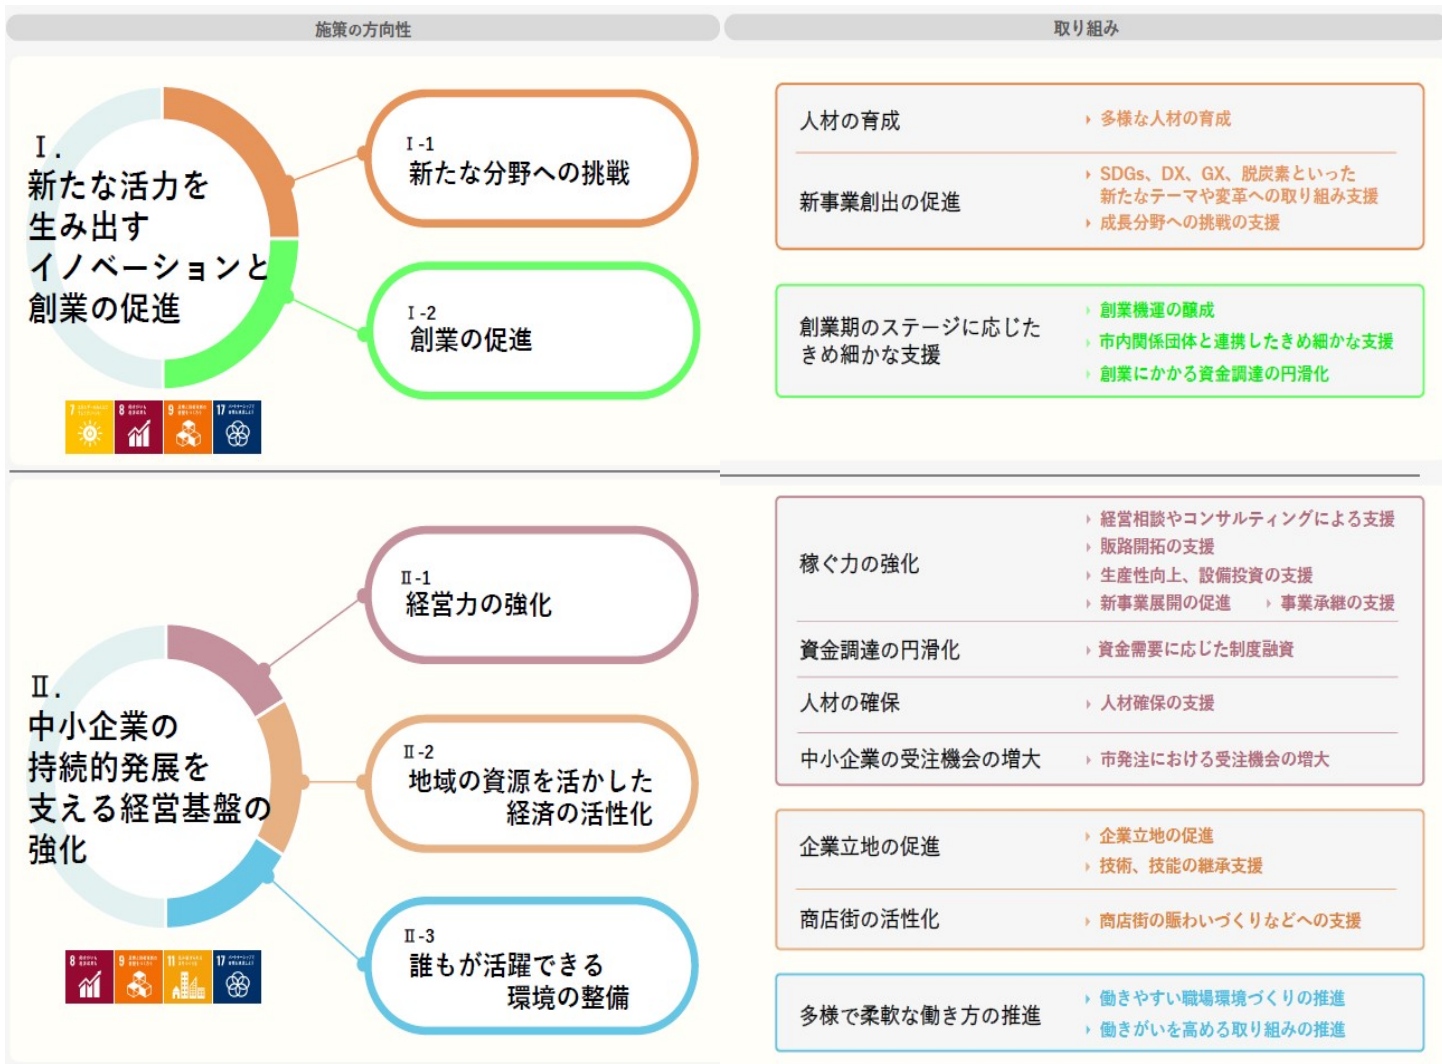 施策の方向性
取り組み
Ⅰ.
新たな活力を
生み出す
イノベーションと
創業の促進
Ⅰ-1
新たな分野への挑戦
人材の育成
多様な人材の育成
新事業創出の促進
SDGs、DX、GX、脱炭素といった
新たなテーマや変革への取り組み支援
成長分野への挑戦の支援
Ⅰ-2
創業の促進
創業期のステージに応じた
きめ細かな支援
創業機運の醸成
市内関係団体と連携したきめ細かな支援
創業にかかる資金調達の円滑化
7
8
9
17
Ⅱ.
中小企業の
持続的発展を
支える経営基盤の
強化
Ⅱ-1
経営力の強化
稼ぐ力の強化
経営相談やコンサルティングによる支援
販路開拓の支援
生産性向上、設備投資の支援
新事業展開の促進 事業承継の支援
資金調達の円滑化
資金需要に応じた制度融資
人材の確保
人材確保の支援
中小企業の受注機会の増大
市発注における受注機会の増大
Ⅱ-2
地域の資源を活かした
経済の活性化
企業立地の促進
企業立地の促進
技術、技能の継承支援
商店街の活性化
商店街の賑わいづくりなどへの支援
Ⅱ-3
誰もが活躍できる
環境の整備
多様で柔軟な働き方の推進
働きやすい職場環境づくりの推進
働きがいを高める取り組みの推進
8
9
11
17